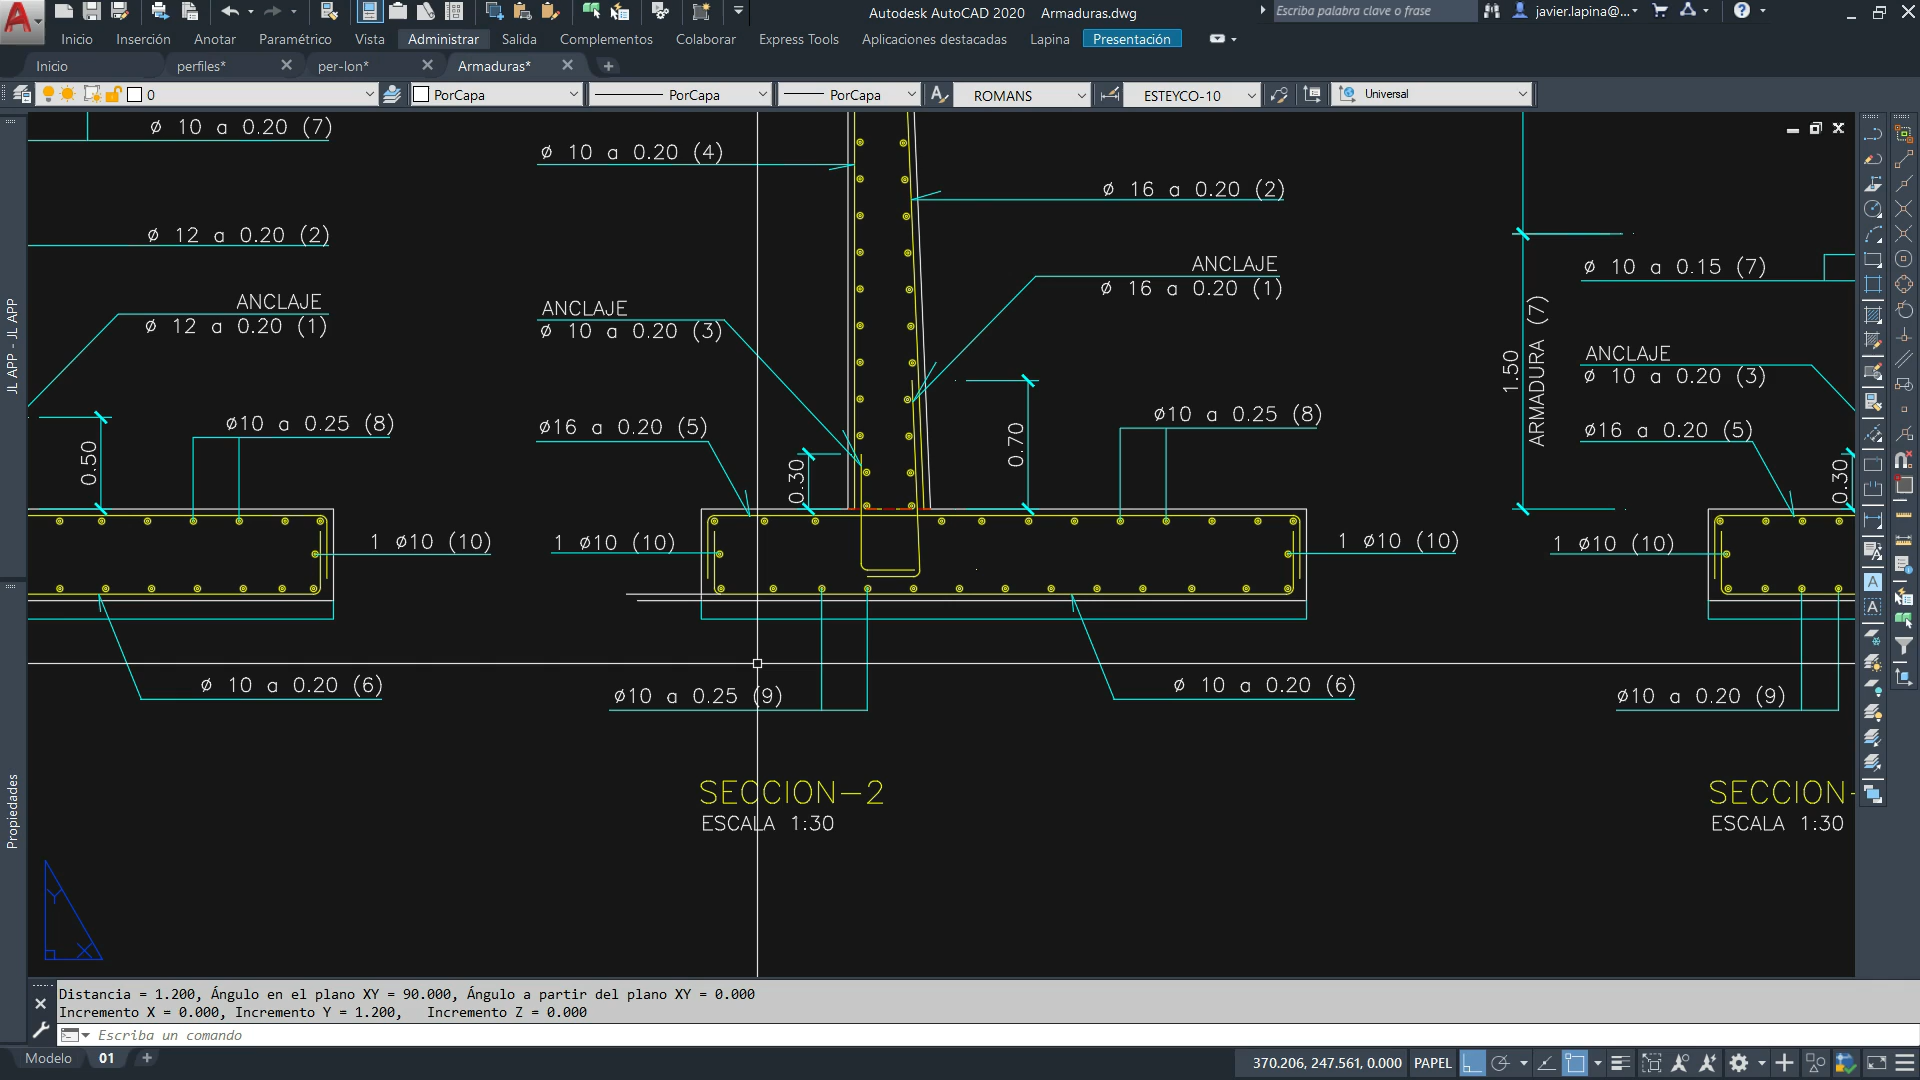 Autodesk AutoCAD 2020 Armaduras.dwg
Escriba palabra clave o frase
javier.lapina@...
Inicio Inserción Anotar Paramétrico Vista Administrar Salida Complementos Colaborar Express Tools Aplicaciones destacadas Lapina Presentación
Inicio perfiles* per-lon* Armaduras*
0 PorCapa PorCapa PorCapa ROMANS ESTEYCO-10 Universal
JL APP - JL APP
Propiedades
ø 10 a 0.20 (7)
ø 12 a 0.20 (2)
ANCLAJE
ø 12 a 0.20 (1)
0.50
ø10 a 0.25 (8)
1 ø10 (10)
ø 10 a 0.20 (6)
ø 10 a 0.20 (4)
ø 16 a 0.20 (2)
ANCLAJE
ø 16 a 0.20 (1)
ANCLAJE
ø 10 a 0.20 (3)
ø16 a 0.20 (5)
0.30
0.70
ø10 a 0.25 (8)
1 ø10 (10)
1 ø10 (10)
ø10 a 0.25 (9)
ø 10 a 0.20 (6)
SECCION-2
ESCALA 1:30
ø 10 a 0.15 (7)
1.50
ARMADURA (7)
ANCLAJE
ø 10 a 0.20 (3)
ø16 a 0.20 (5)
0.30
1 ø10 (10)
ø10 a 0.20 (9)
SECCION-
ESCALA 1:30
Y
X
Distancia = 1.200, Ángulo en el plano XY = 90.000, Ángulo a partir del plano XY = 0.000
Incremento X = 0.000, Incremento Y = 1.200, Incremento Z = 0.000
Escriba un comando
Modelo 01
370.206, 247.561, 0.000 PAPEL